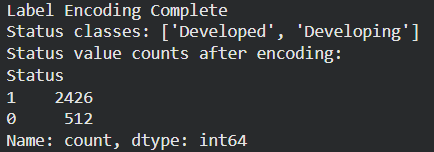 Label Encoding Complete
Status classes: ['Developed', 'Developing']
Status value counts after encoding:
Status
1    2426
0     512
Name: count, dtype: int64